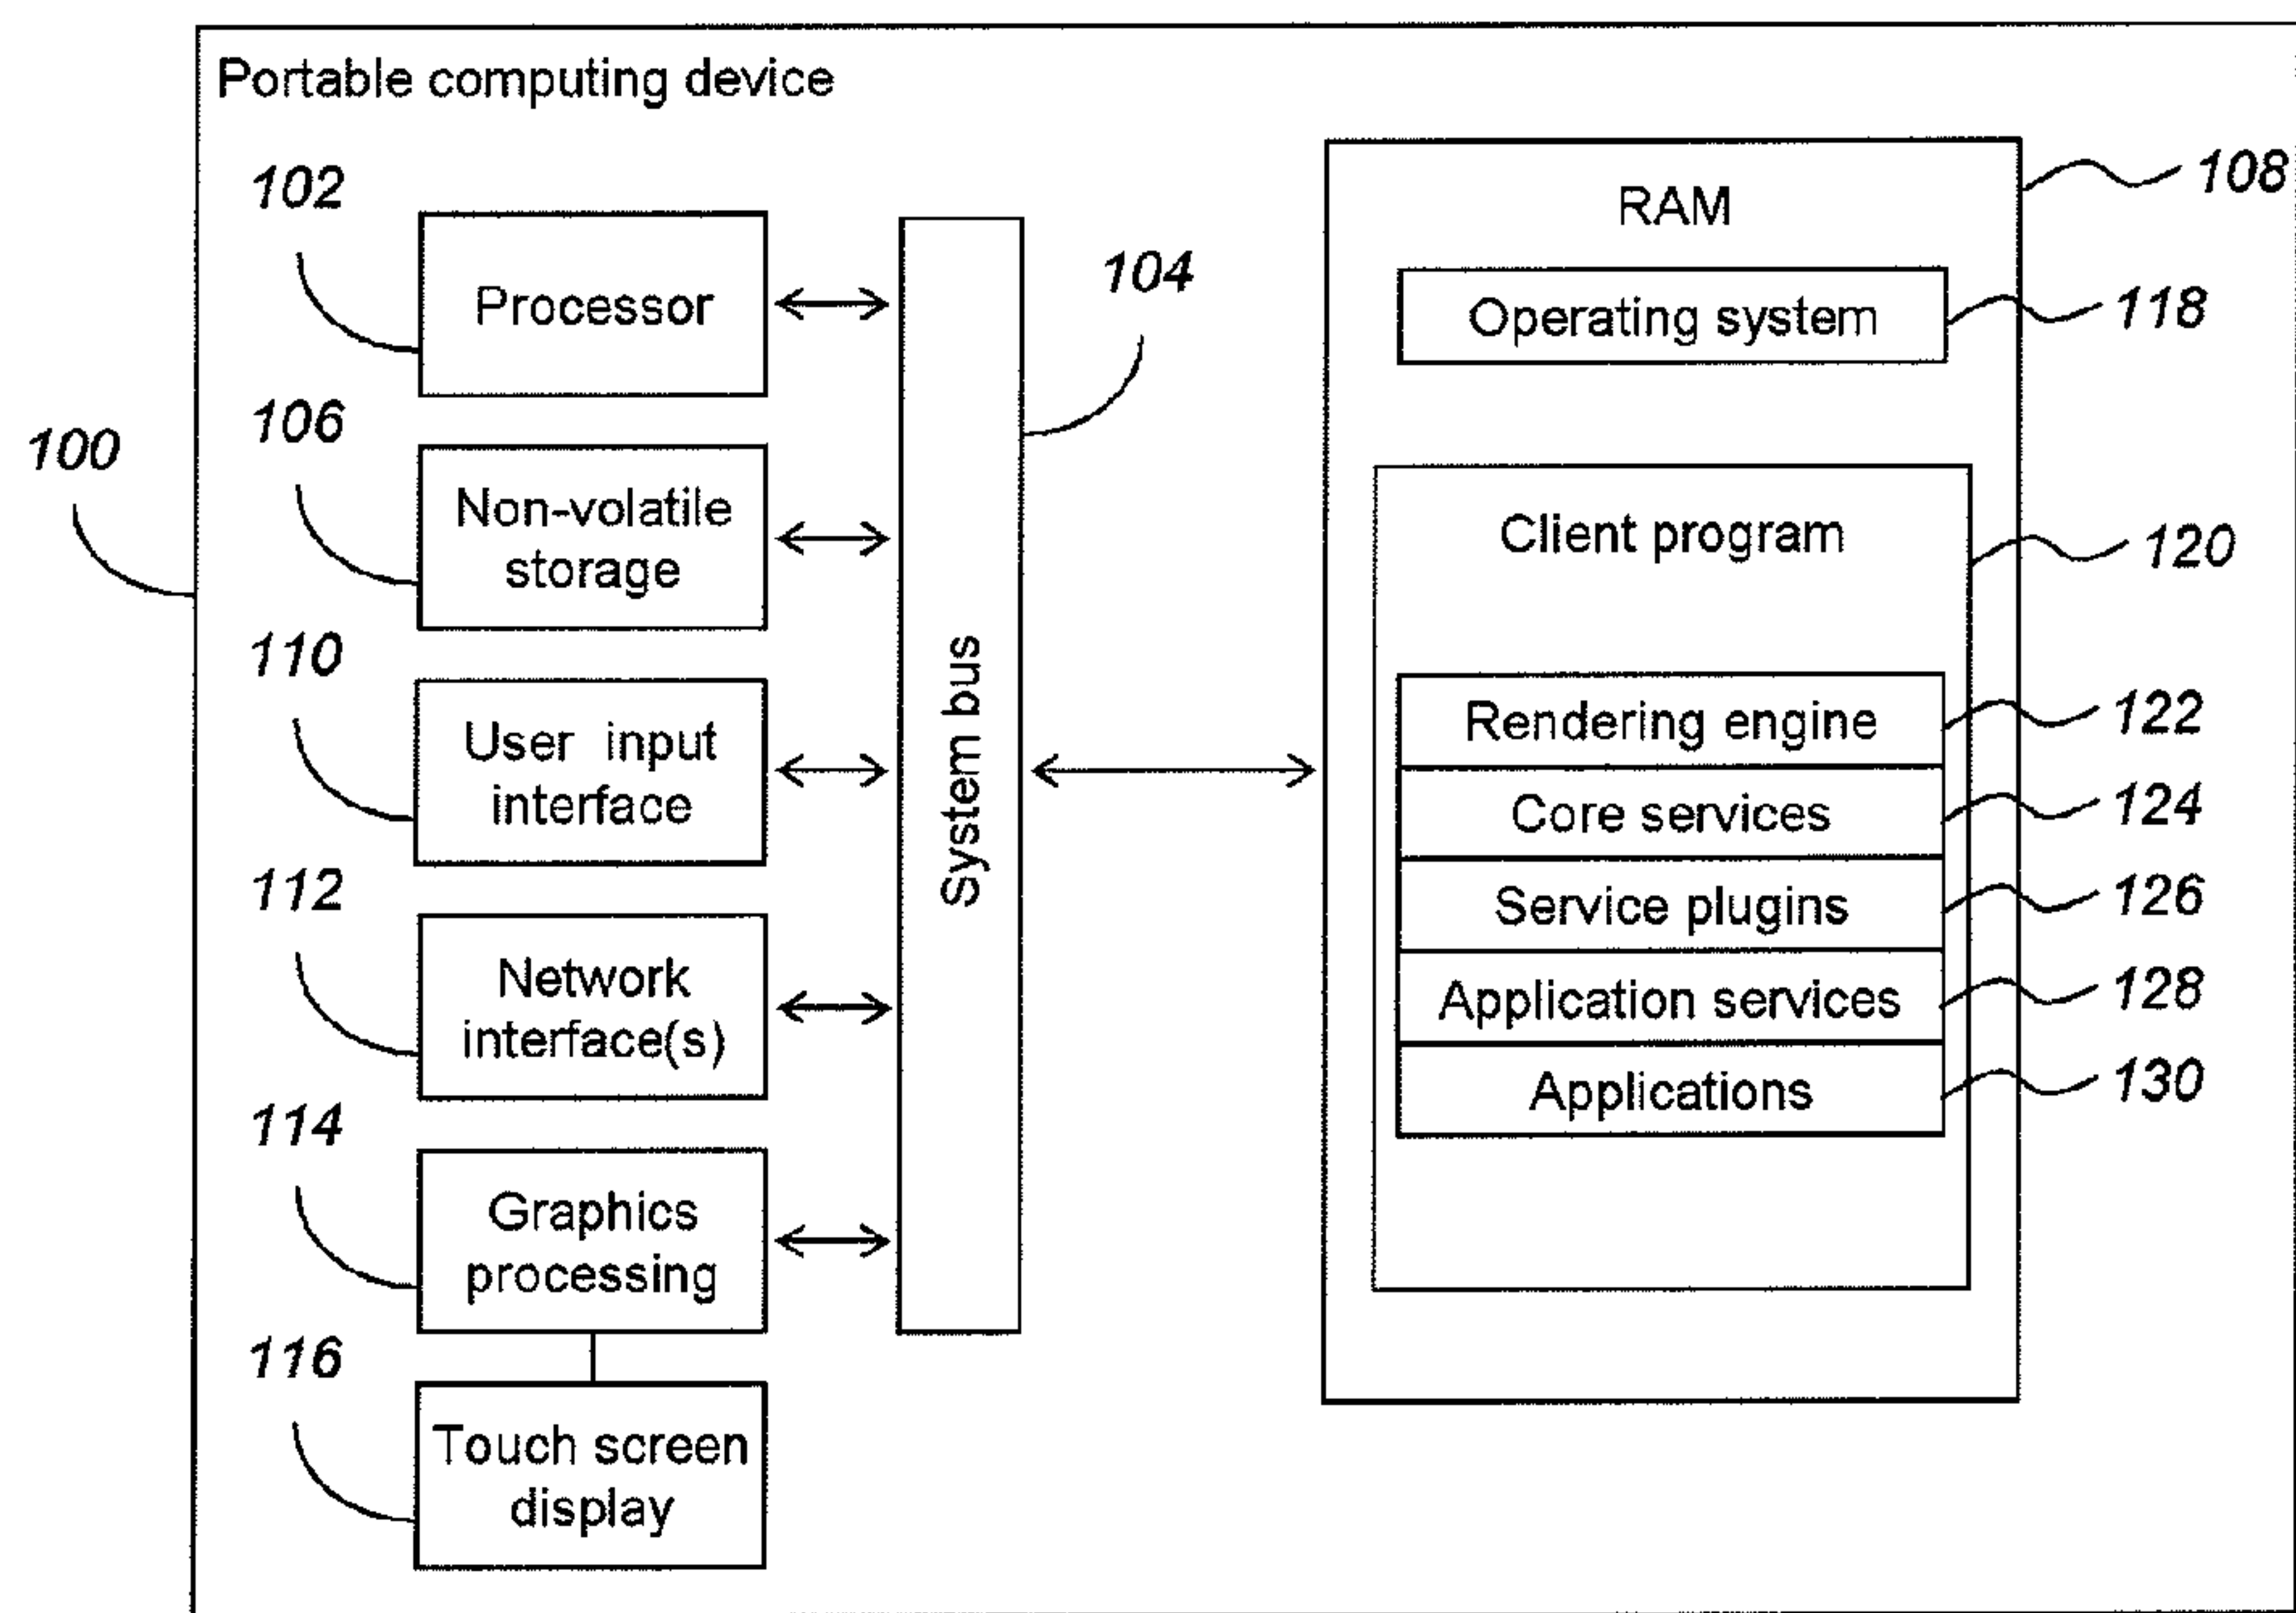 Portable computing device
102
Processor
106
Non-volatile
storage
100
110
User input
interface
112
Network
interface(s)
114
Graphics
processing
116
Touch screen
display
System bus
104
RAM
108
Operating system
118
Client program
120
Rendering engine
122
Core services
124
Service plugins
126
Application services
128
Applications
130